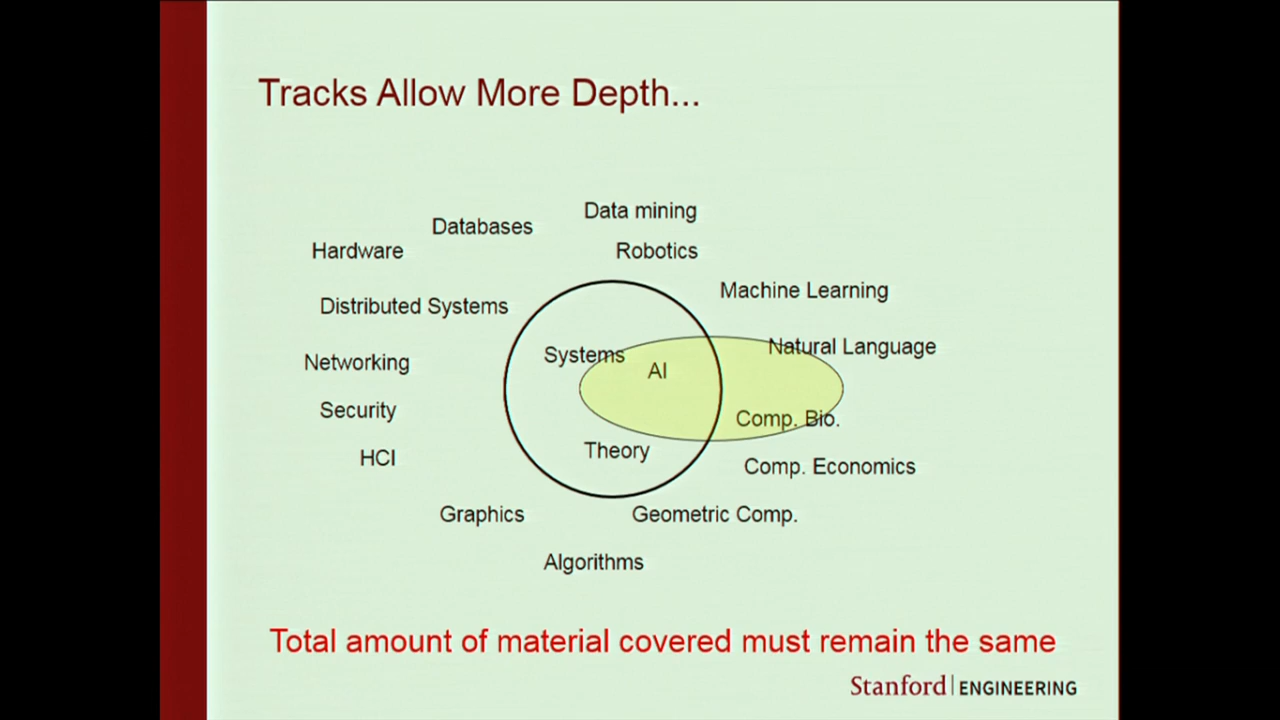 Tracks Allow More Depth...
Data mining
Databases
Hardware
Robotics
Machine Learning
Distributed Systems
Natural Language
Systems
Networking
AI
Security
Comp. Bio.
Theory
HCI
Comp. Economics
Graphics
Geometric Comp.
Algorithms
Total amount of material covered must remain the same
Stanford | ENGINEERING